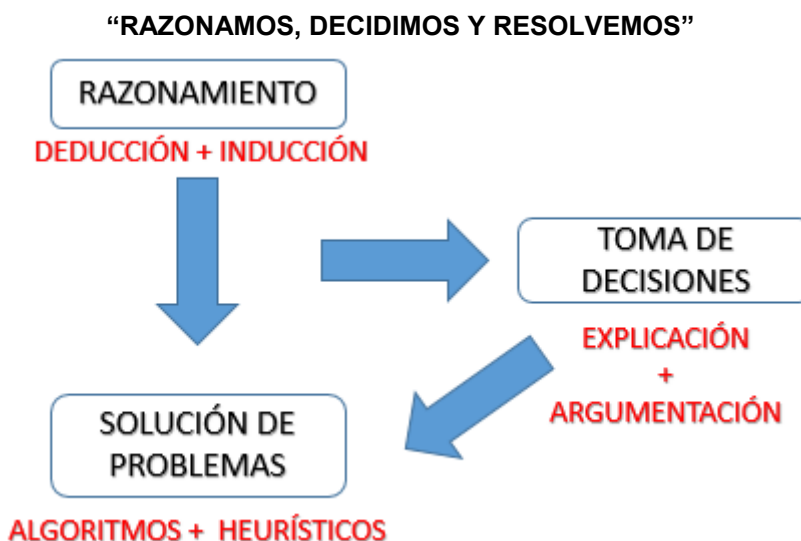 “RAZONAMOS, DECIDIMOS Y RESOLVEMOS”
RAZONAMIENTO
DEDUCCIÓN + INDUCCIÓN
TOMA DE
DECISIONES
EXPLICACIÓN
+
ARGUMENTACIÓN
SOLUCIÓN DE
PROBLEMAS
ALGORITMOS + HEURÍSTICOS